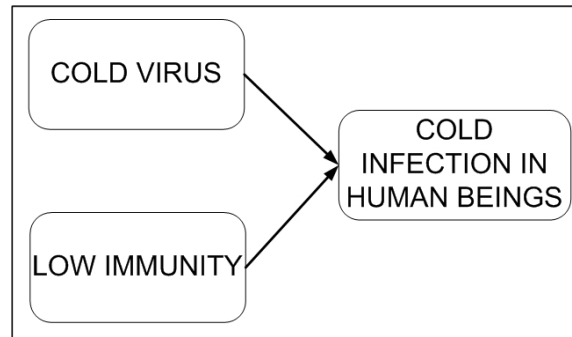 COLD VIRUS
COLD
INFECTION IN
HUMAN BEINGS
LOW IMMUNITY